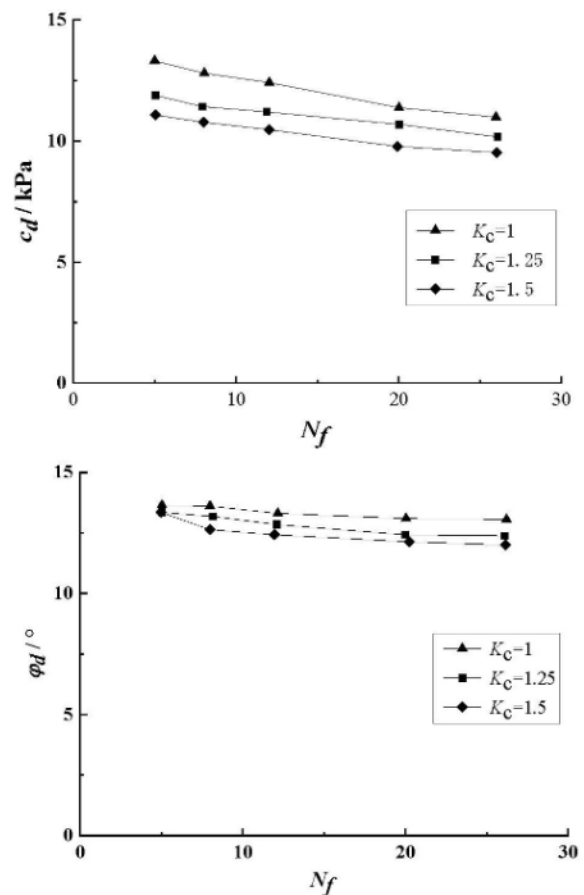 15
10
5
0
c_d / kPa
K_c=1
K_c=1. 25
K_c=1. 5
0 10 20 30
N_f
15
10
5
0
φ_d / °
K_c=1
K_c=1.25
K_c=1.5
0 10 20 30
N_f